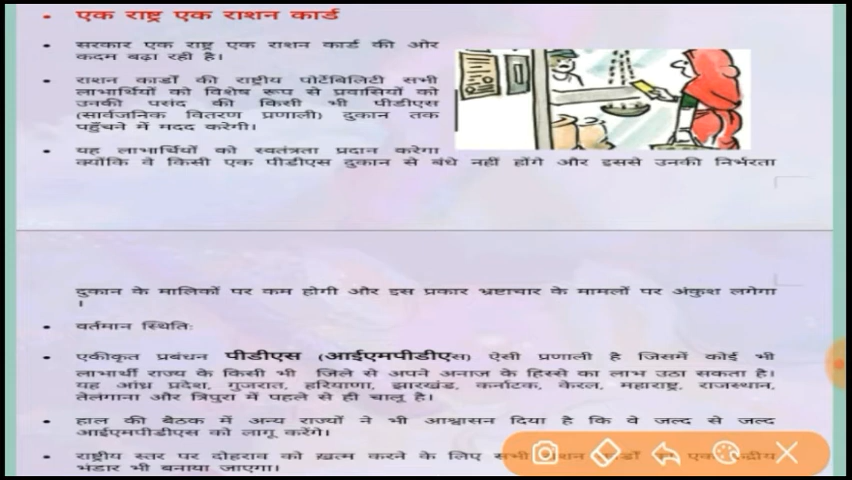 • एक राष्ट्र एक राशन कार्ड
• सरकार एक राष्ट्र एक राशन कार्ड की ओर
कदम बढ़ा रही है।
• राशन कार्डों की राष्ट्रीय पोर्टेबिलिटी सभी
लाभार्थियों को विशेष रूप से प्रवासियों को
उनकी पसंद की किसी भी पीडीएस
(सार्वजनिक वितरण प्रणाली) दुकान तक
पहुँचने में मदद करेगी।
• यह लाभार्थियों को स्वतंत्रता प्रदान करेगा
क्योंकि वे किसी एक पीडीएस दुकान से बंधे नहीं होंगे और इससे उनकी निर्भरता
दुकान के मालिकों पर कम होगी और इस प्रकार भ्रष्टाचार के मामलों पर अंकुश लगेगा
।
• वर्तमान स्थिति:
• एकीकृत प्रबंधन पीडीएस (आईएमपीडीएस) ऐसी प्रणाली है जिसमें कोई भी
लाभार्थी राज्य के किसी भी जिले से अपने अनाज के हिस्से का लाभ उठा सकता है।
यह आंध्र प्रदेश, गुजरात, हरियाणा, झारखंड, कर्नाटक, केरल, महाराष्ट्र, राजस्थान,
तेलंगाना और त्रिपुरा में पहले से ही चालू है।
• हाल की बैठक में अन्य राज्यों ने भी आश्वासन दिया है कि वे जल्द से जल्द
आईएमपीडीएस को लागू करेंगे।
• राष्ट्रीय स्तर पर दोहराव को ख़त्म करने के लिए सभी एक
भंडार भी बनाया जाएगा।